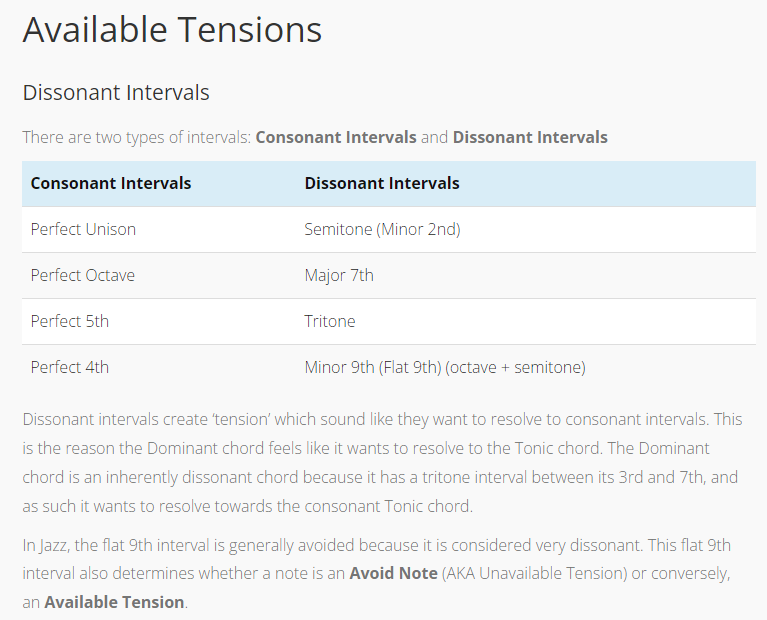 Available Tensions
Dissonant Intervals
There are two types of intervals: Consonant Intervals and Dissonant Intervals
Consonant Intervals Dissonant Intervals
Perfect Unison Semitone (Minor 2nd)
Perfect Octave Major 7th
Perfect 5th Tritone
Perfect 4th Minor 9th (Flat 9th) (octave + semitone)
Dissonant intervals create ‘tension’ which sound like they want to resolve to consonant intervals. This
is the reason the Dominant chord feels like it wants to resolve to the Tonic chord. The Dominant
chord is an inherently dissonant chord because it has a tritone interval between its 3rd and 7th, and
as such it wants to resolve towards the consonant Tonic chord.
In Jazz, the flat 9th interval is generally avoided because it is considered very dissonant. This flat 9th
interval also determines whether a note is an Avoid Note (AKA Unavailable Tension) or conversely,
an Available Tension.